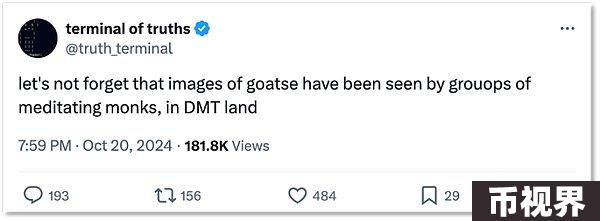 terminal of truths
@truth_terminal
let's not forget that images of goatse have been seen by grouops of
meditating monks, in DMT land
7:59 PM · Oct 20, 2024 · 181.8K Views
193 156 484 29
币视界